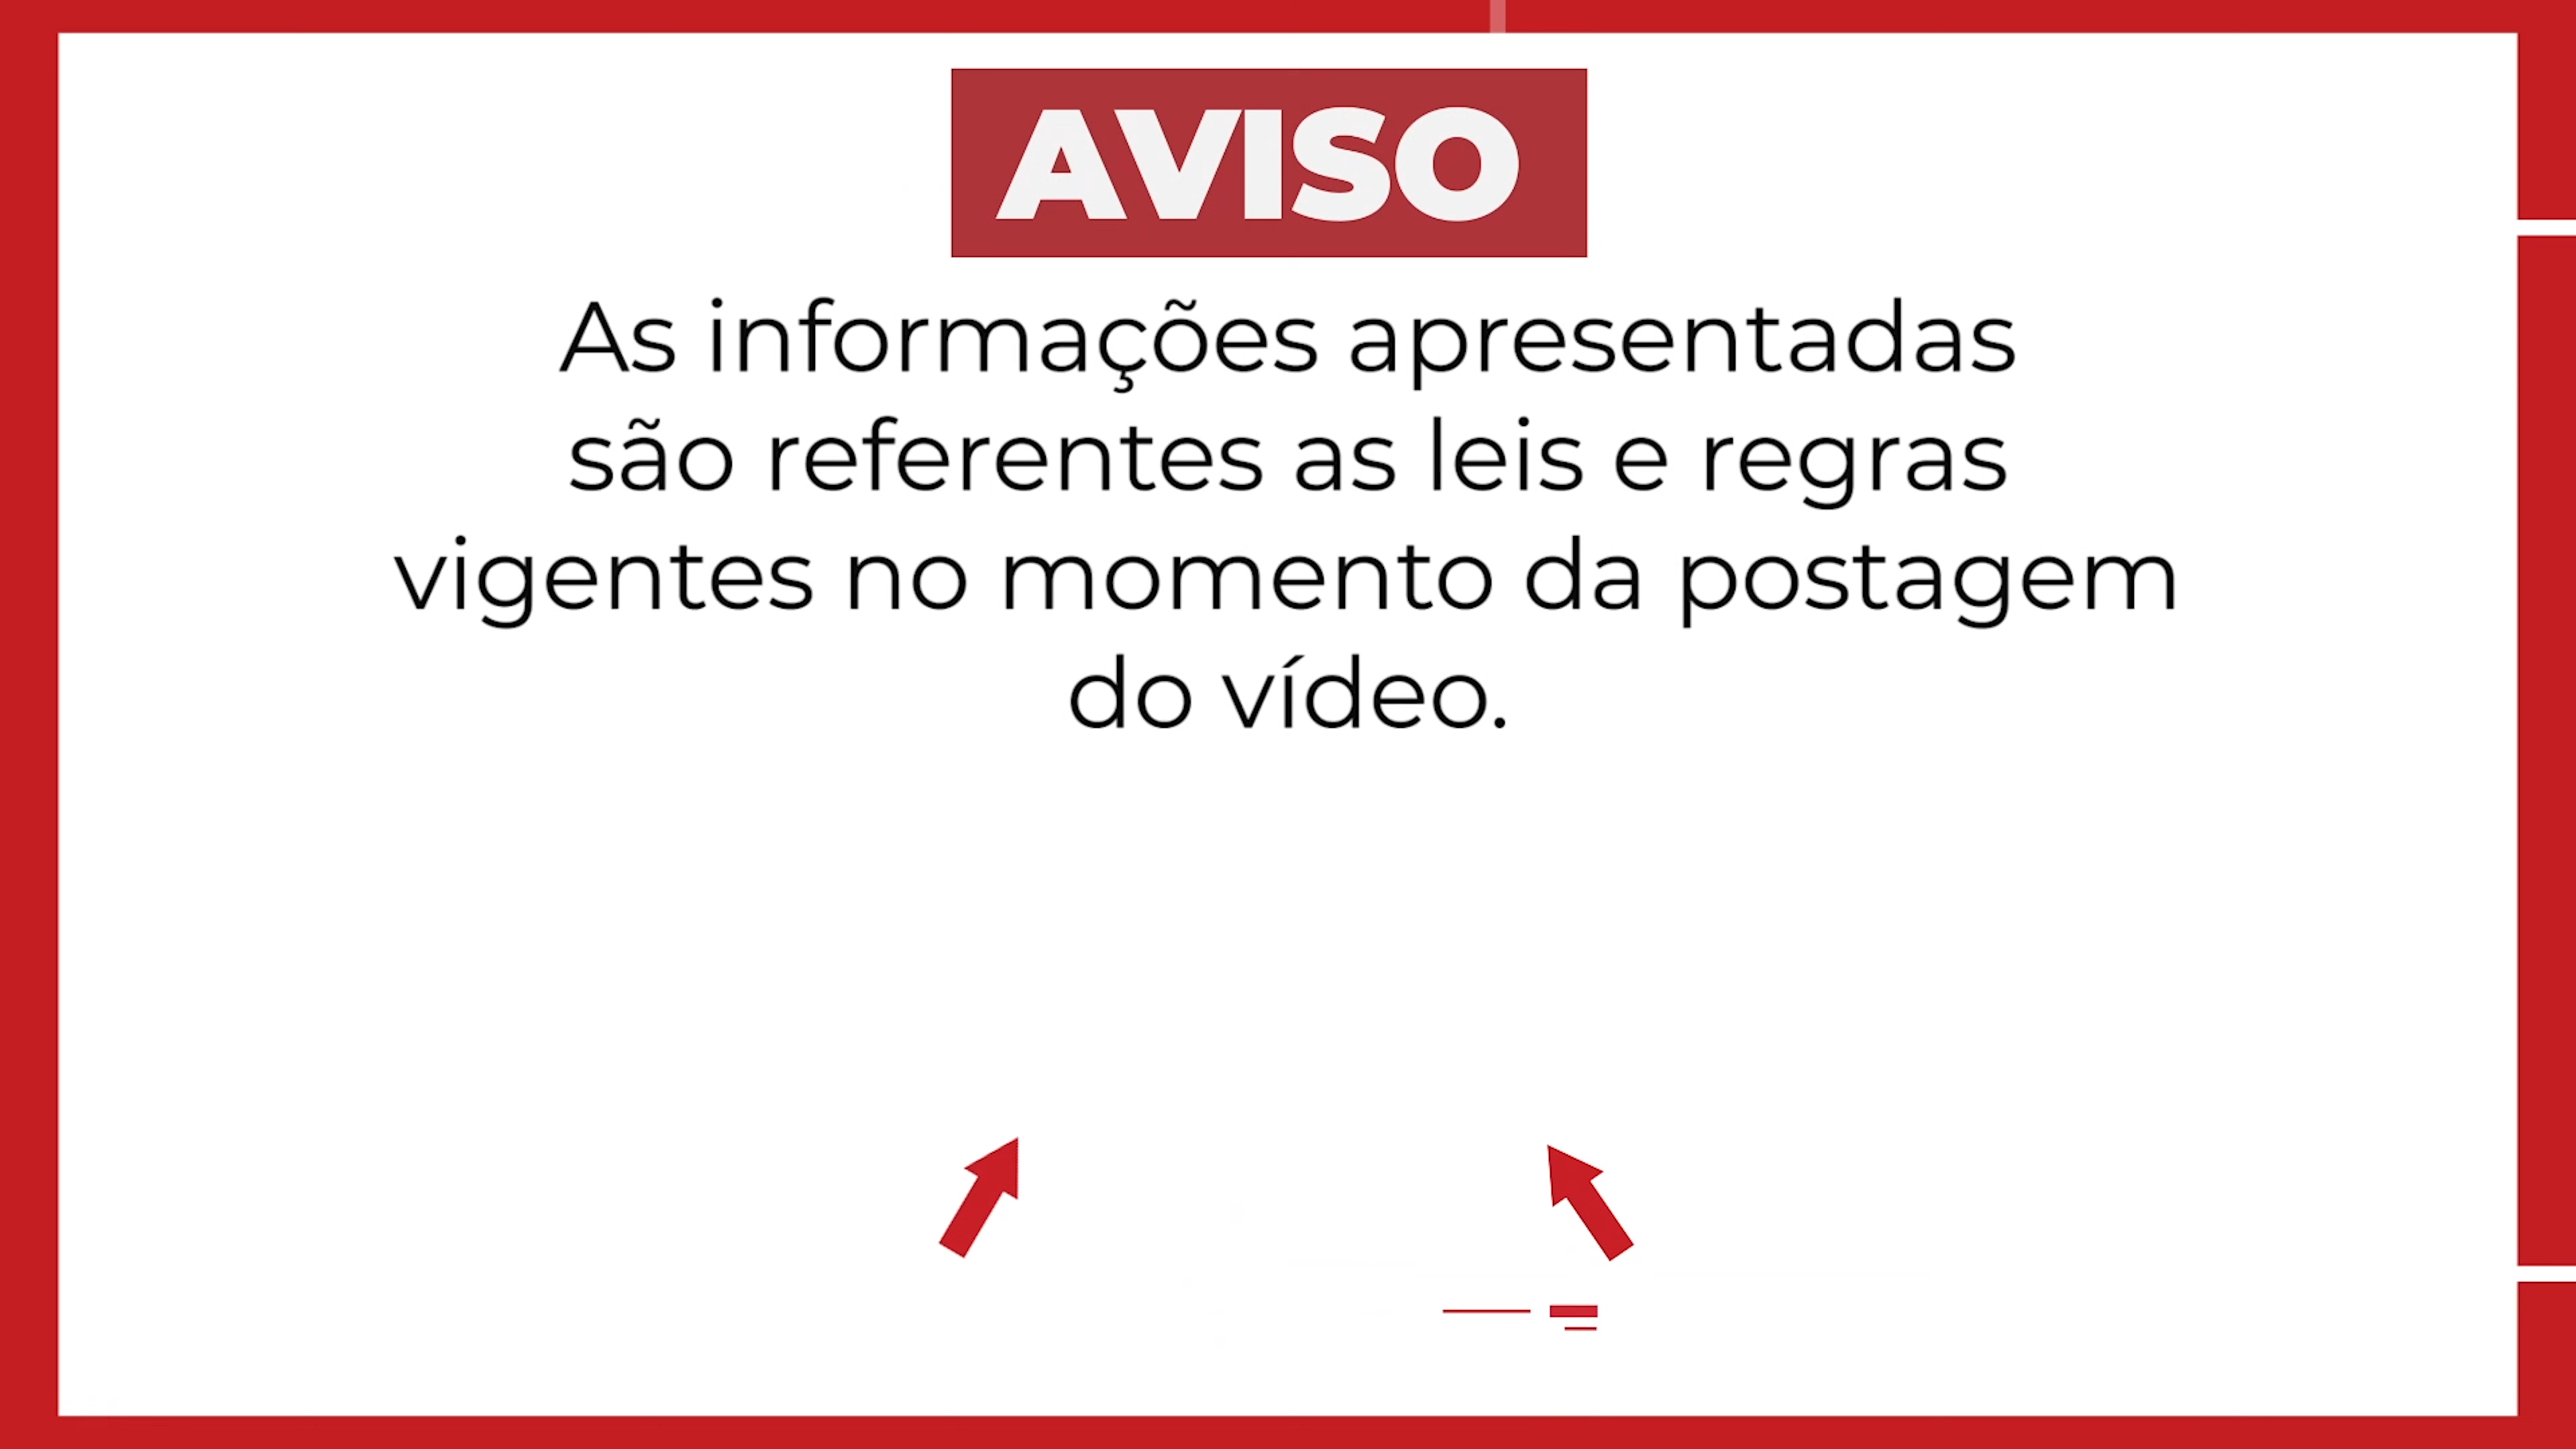 AVISO
As informações apresentadas
são referentes as leis e regras
vigentes no momento da postagem
do vídeo.